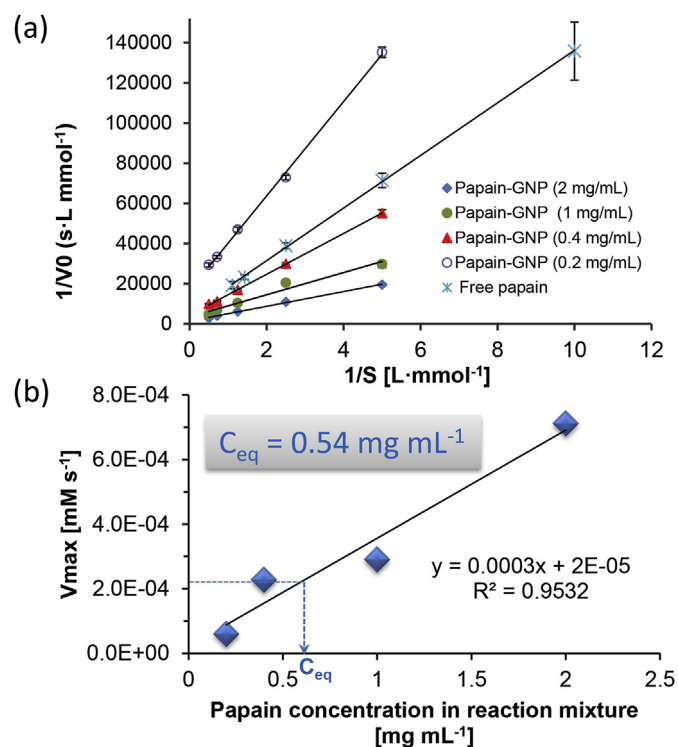 (a)
140000
120000
100000
80000
60000
40000
20000
0
1/V0 (s·L mmol⁻¹)
Papain-GNP (2 mg/mL)
Papain-GNP (1 mg/mL)
Papain-GNP (0.4 mg/mL)
Papain-GNP (0.2 mg/mL)
Free papain
0 2 4 6 8 10 12
1/S [L·mmol⁻¹]
(b)
8.0E-04
6.0E-04
4.0E-04
2.0E-04
0.0E+00
Vmax [mM s⁻¹]
Ceq = 0.54 mg mL⁻¹
y = 0.0003x + 2E-05
R² = 0.9532
Ceq
0 0.5 1 1.5 2 2.5
Papain concentration in reaction mixture
[mg mL⁻¹]